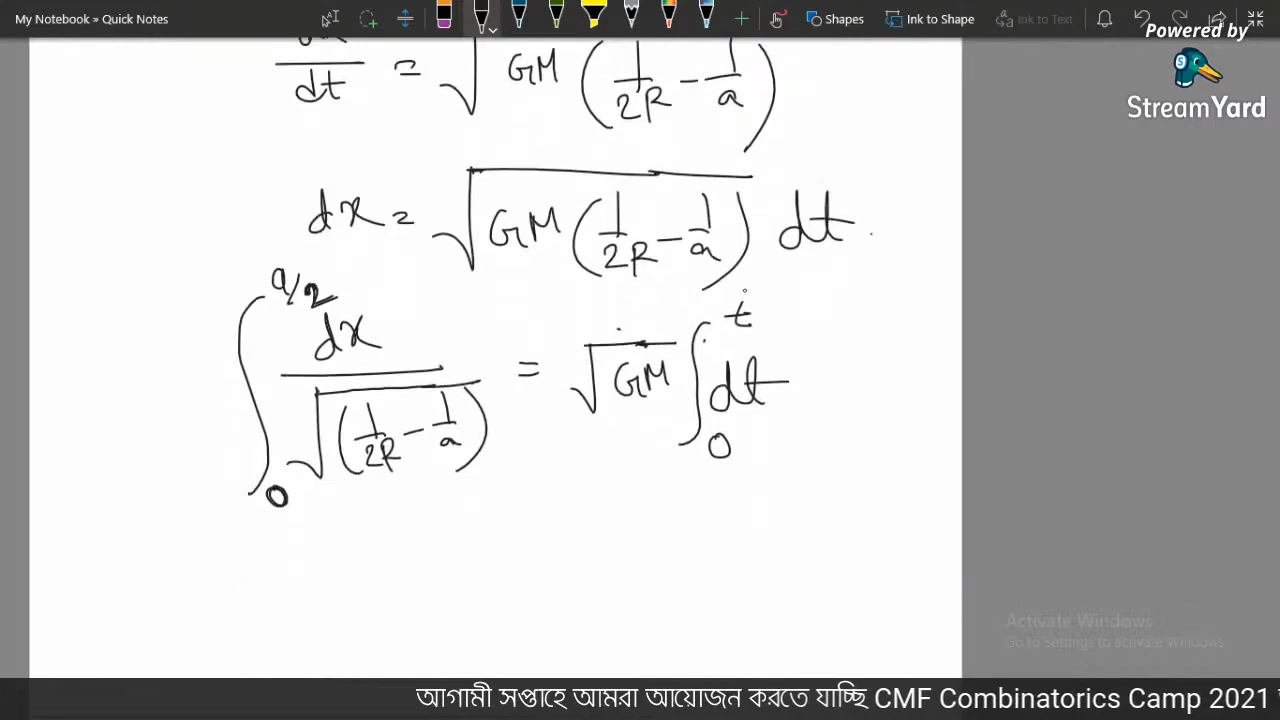 My Notebook » Quick Notes
Shapes
Ink to Shape
Ink to Text
Powered by
StreamYard
dt = √GM (1/2R − 1/a)
dx = √(GM (1/2R − 1/a)) dt
∫₀^(a/2) dx / √(1/2R − 1/a) = √GM ∫₀^t dt
Activate Windows
Go to Settings to activate Windows
আগামী সপ্তাহে আমরা আয়োজন করতে যাচ্ছি CMF Combinatorics Camp 2021